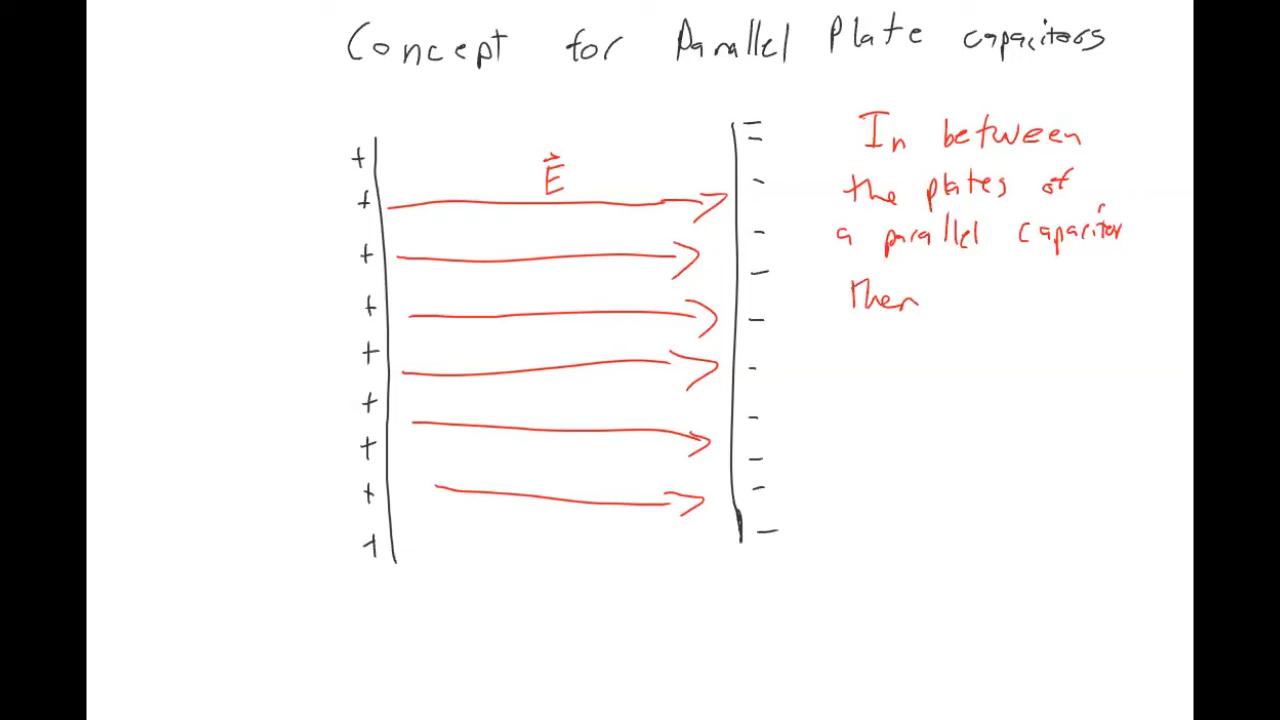 Concept for Parallel Plate capacitors
E
In between
the plates of
a parallel capacitor
then